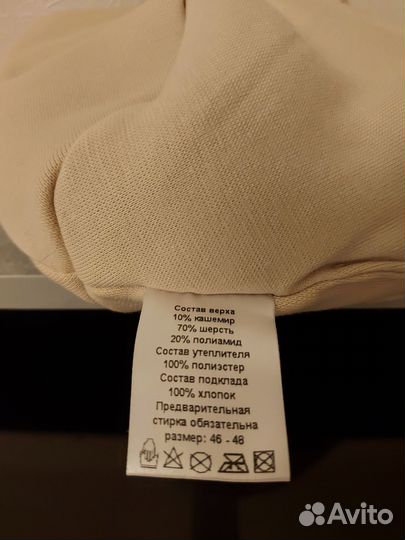 Состав верха
10% кашемир
70% шерсть
20% полиамид
Состав утеплителя
100% полиэстер
Состав подклада
100% хлопок
Предварительная
стирка обязательна
размер: 46 - 48
Avito